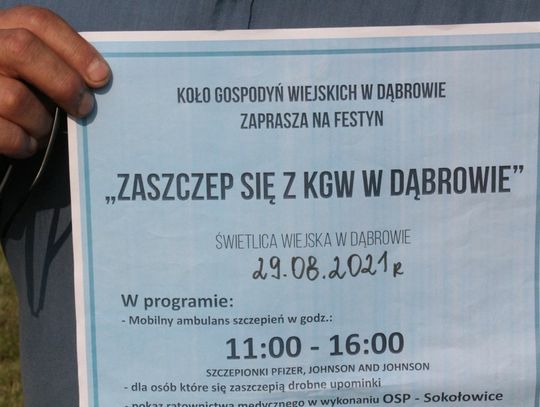 KOŁO GOSPODYŃ WIEJSKICH W DĄBROWIE
ZAPRASZA NA FESTYN
„ZASZCZEP SIĘ Z KGW W DĄBROWIE”
ŚWIETLICA WIEJSKA W DĄBROWIE
29.08.2021 r
W programie:
- Mobilny ambulans szczepień w godz.:
11:00 - 16:00
SZCZEPIONKI PFIZER, JOHNSON AND JOHNSON
- dla osób które się zaszczepią drobne upominki
- pokaz ratownictwa medycznego w wykonaniu OSP - Sokołowice